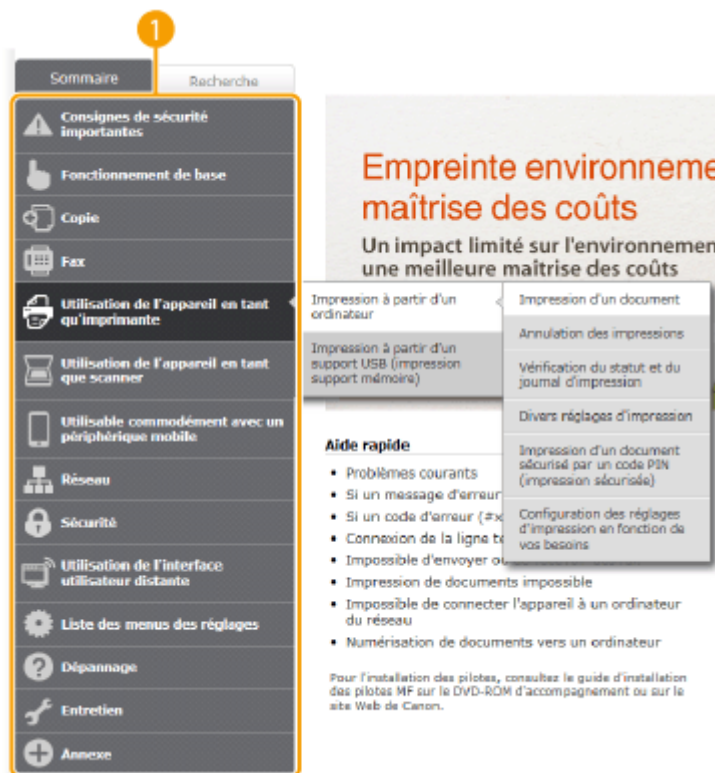 1
Sommaire
Recherche
Consignes de sécurité
importantes
Fonctionnement de base
Copie
Fax
Utilisation de l'appareil en tant
qu'imprimante
Utilisation de l'appareil en tant
que scanner
Utilisable commodément avec un
périphérique mobile
Réseau
Sécurité
Utilisation de l'interface
utilisateur distante
Liste des menus des réglages
Dépannage
Entretien
Annexe
Impression à partir d'un
ordinateur
Impression à partir d'un
support USB (impression
support mémoire)
Impression d'un document
Annulation des impressions
Vérification du statut et du
journal d'impression
Divers réglages d'impression
Impression d'un document
sécurisé par un code PIN
(impression sécurisée)
Configuration des réglages
d'impression en fonction de
vos besoins
Empreinte environneme
maîtrise des coûts
Un impact limité sur l'environnemen
une meilleure maîtrise des coûts
Aide rapide
• Problèmes courants
• Si un message d'erreur
• Si un code d'erreur (#x
• Connexion de la ligne te
• Impossible d'envoyer ou
• Impression de documents impossible
• Impossible de connecter l'appareil à un ordinateur
du réseau
• Numérisation de documents vers un ordinateur
Pour l'installation des pilotes, consultez le guide d'installation
des pilotes MF sur le DVD-ROM d'accompagnement ou sur le
site Web de Canon.